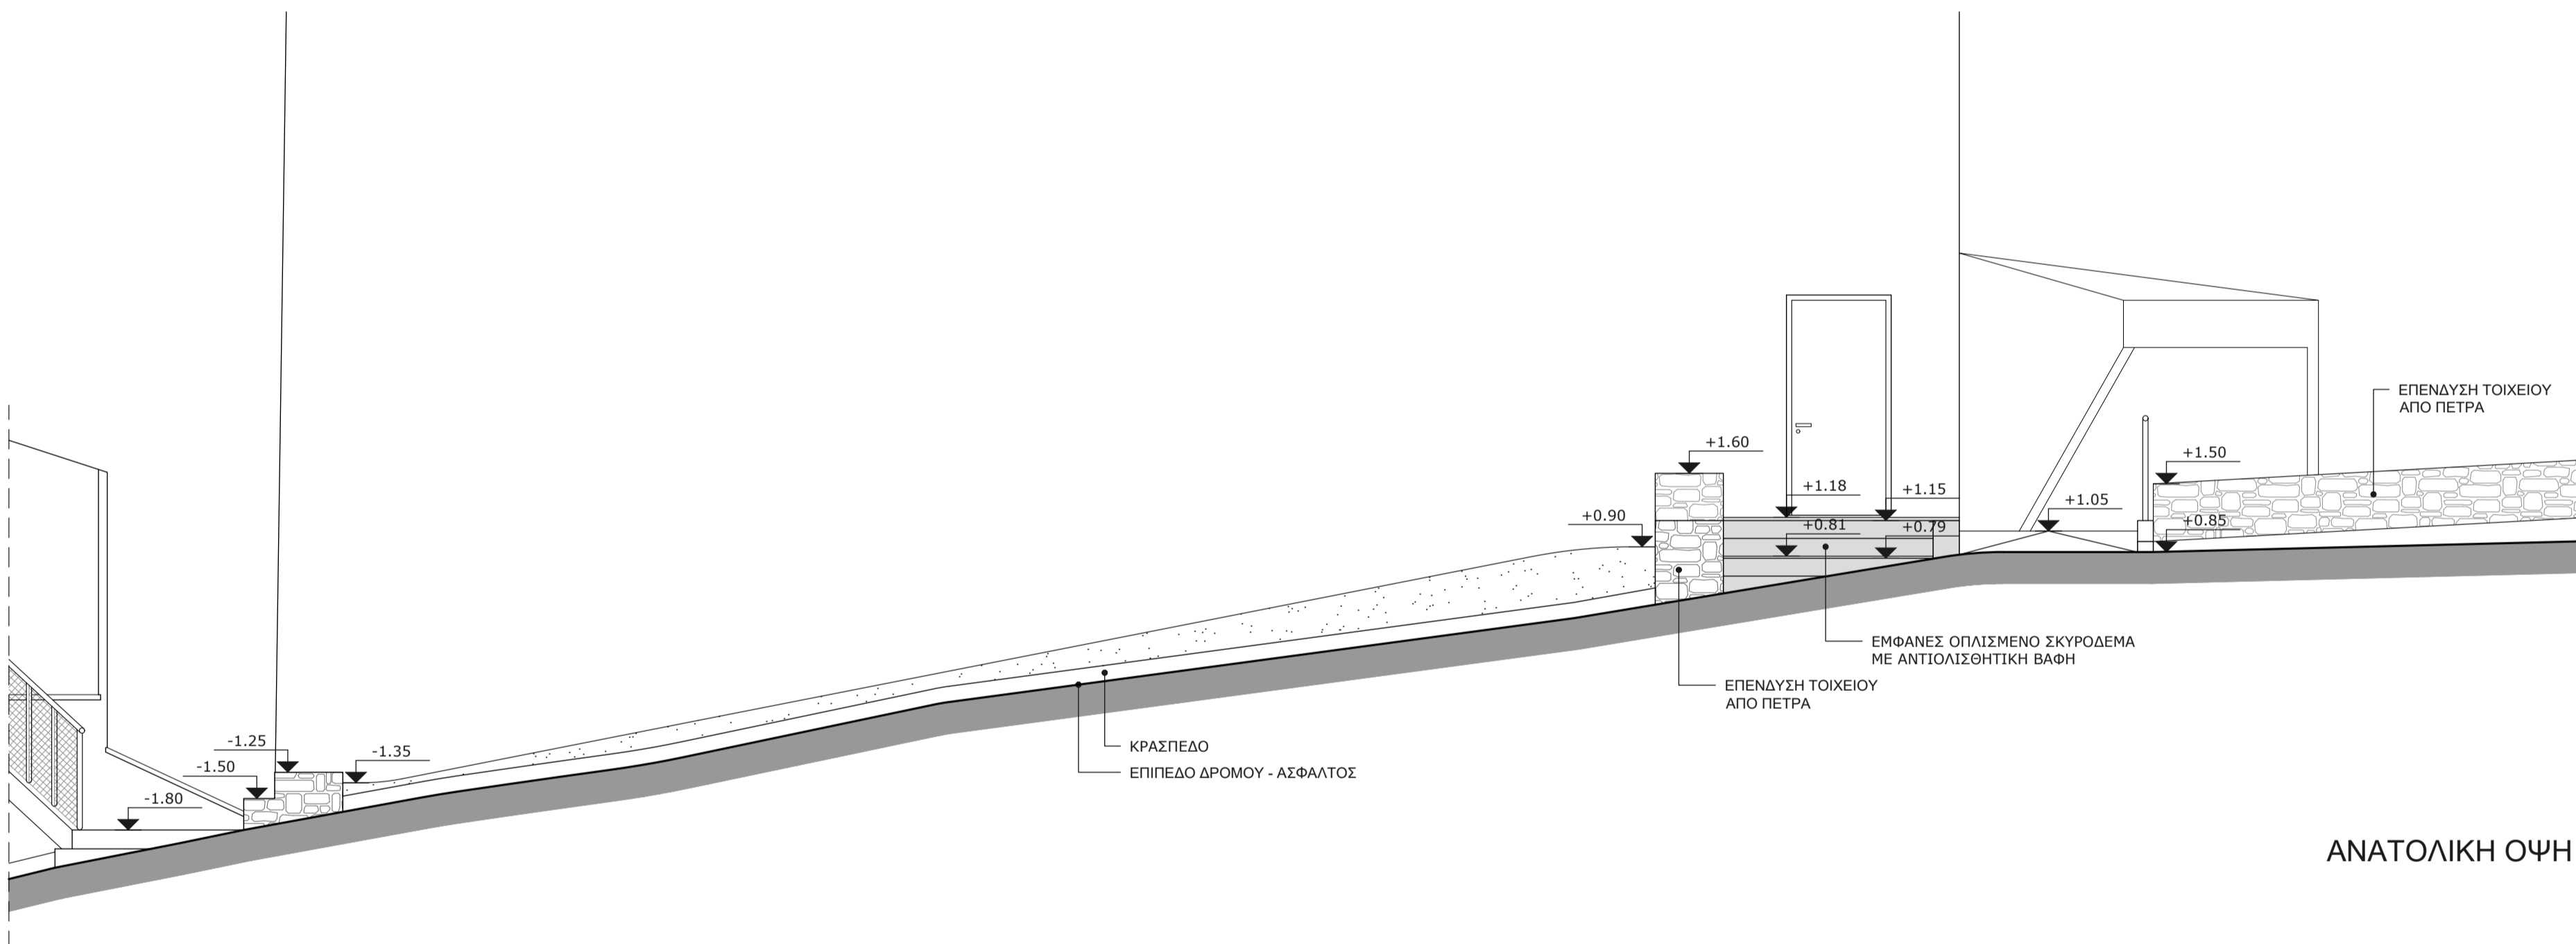 ΕΠΕΝΔΥΣΗ ΤΟΙΧΕΙΟΥ
ΑΠΟ ΠΕΤΡΑ
+1.60
+1.50
+1.18
+1.15
+1.05
+0.90
+0.81
+0.79
+0.85
ΕΜΦΑΝΕΣ ΟΠΛΙΣΜΕΝΟ ΣΚΥΡΟΔΕΜΑ
ΜΕ ΑΝΤΙΟΛΙΣΘΗΤΙΚΗ ΒΑΦΗ
ΕΠΕΝΔΥΣΗ ΤΟΙΧΕΙΟΥ
ΑΠΟ ΠΕΤΡΑ
-1.25
-1.35
-1.50
-1.80
ΚΡΑΣΠΕΔΟ
ΕΠΙΠΕΔΟ ΔΡΟΜΟΥ - ΑΣΦΑΛΤΟΣ
ΑΝΑΤΟΛΙΚΗ ΟΨΗ